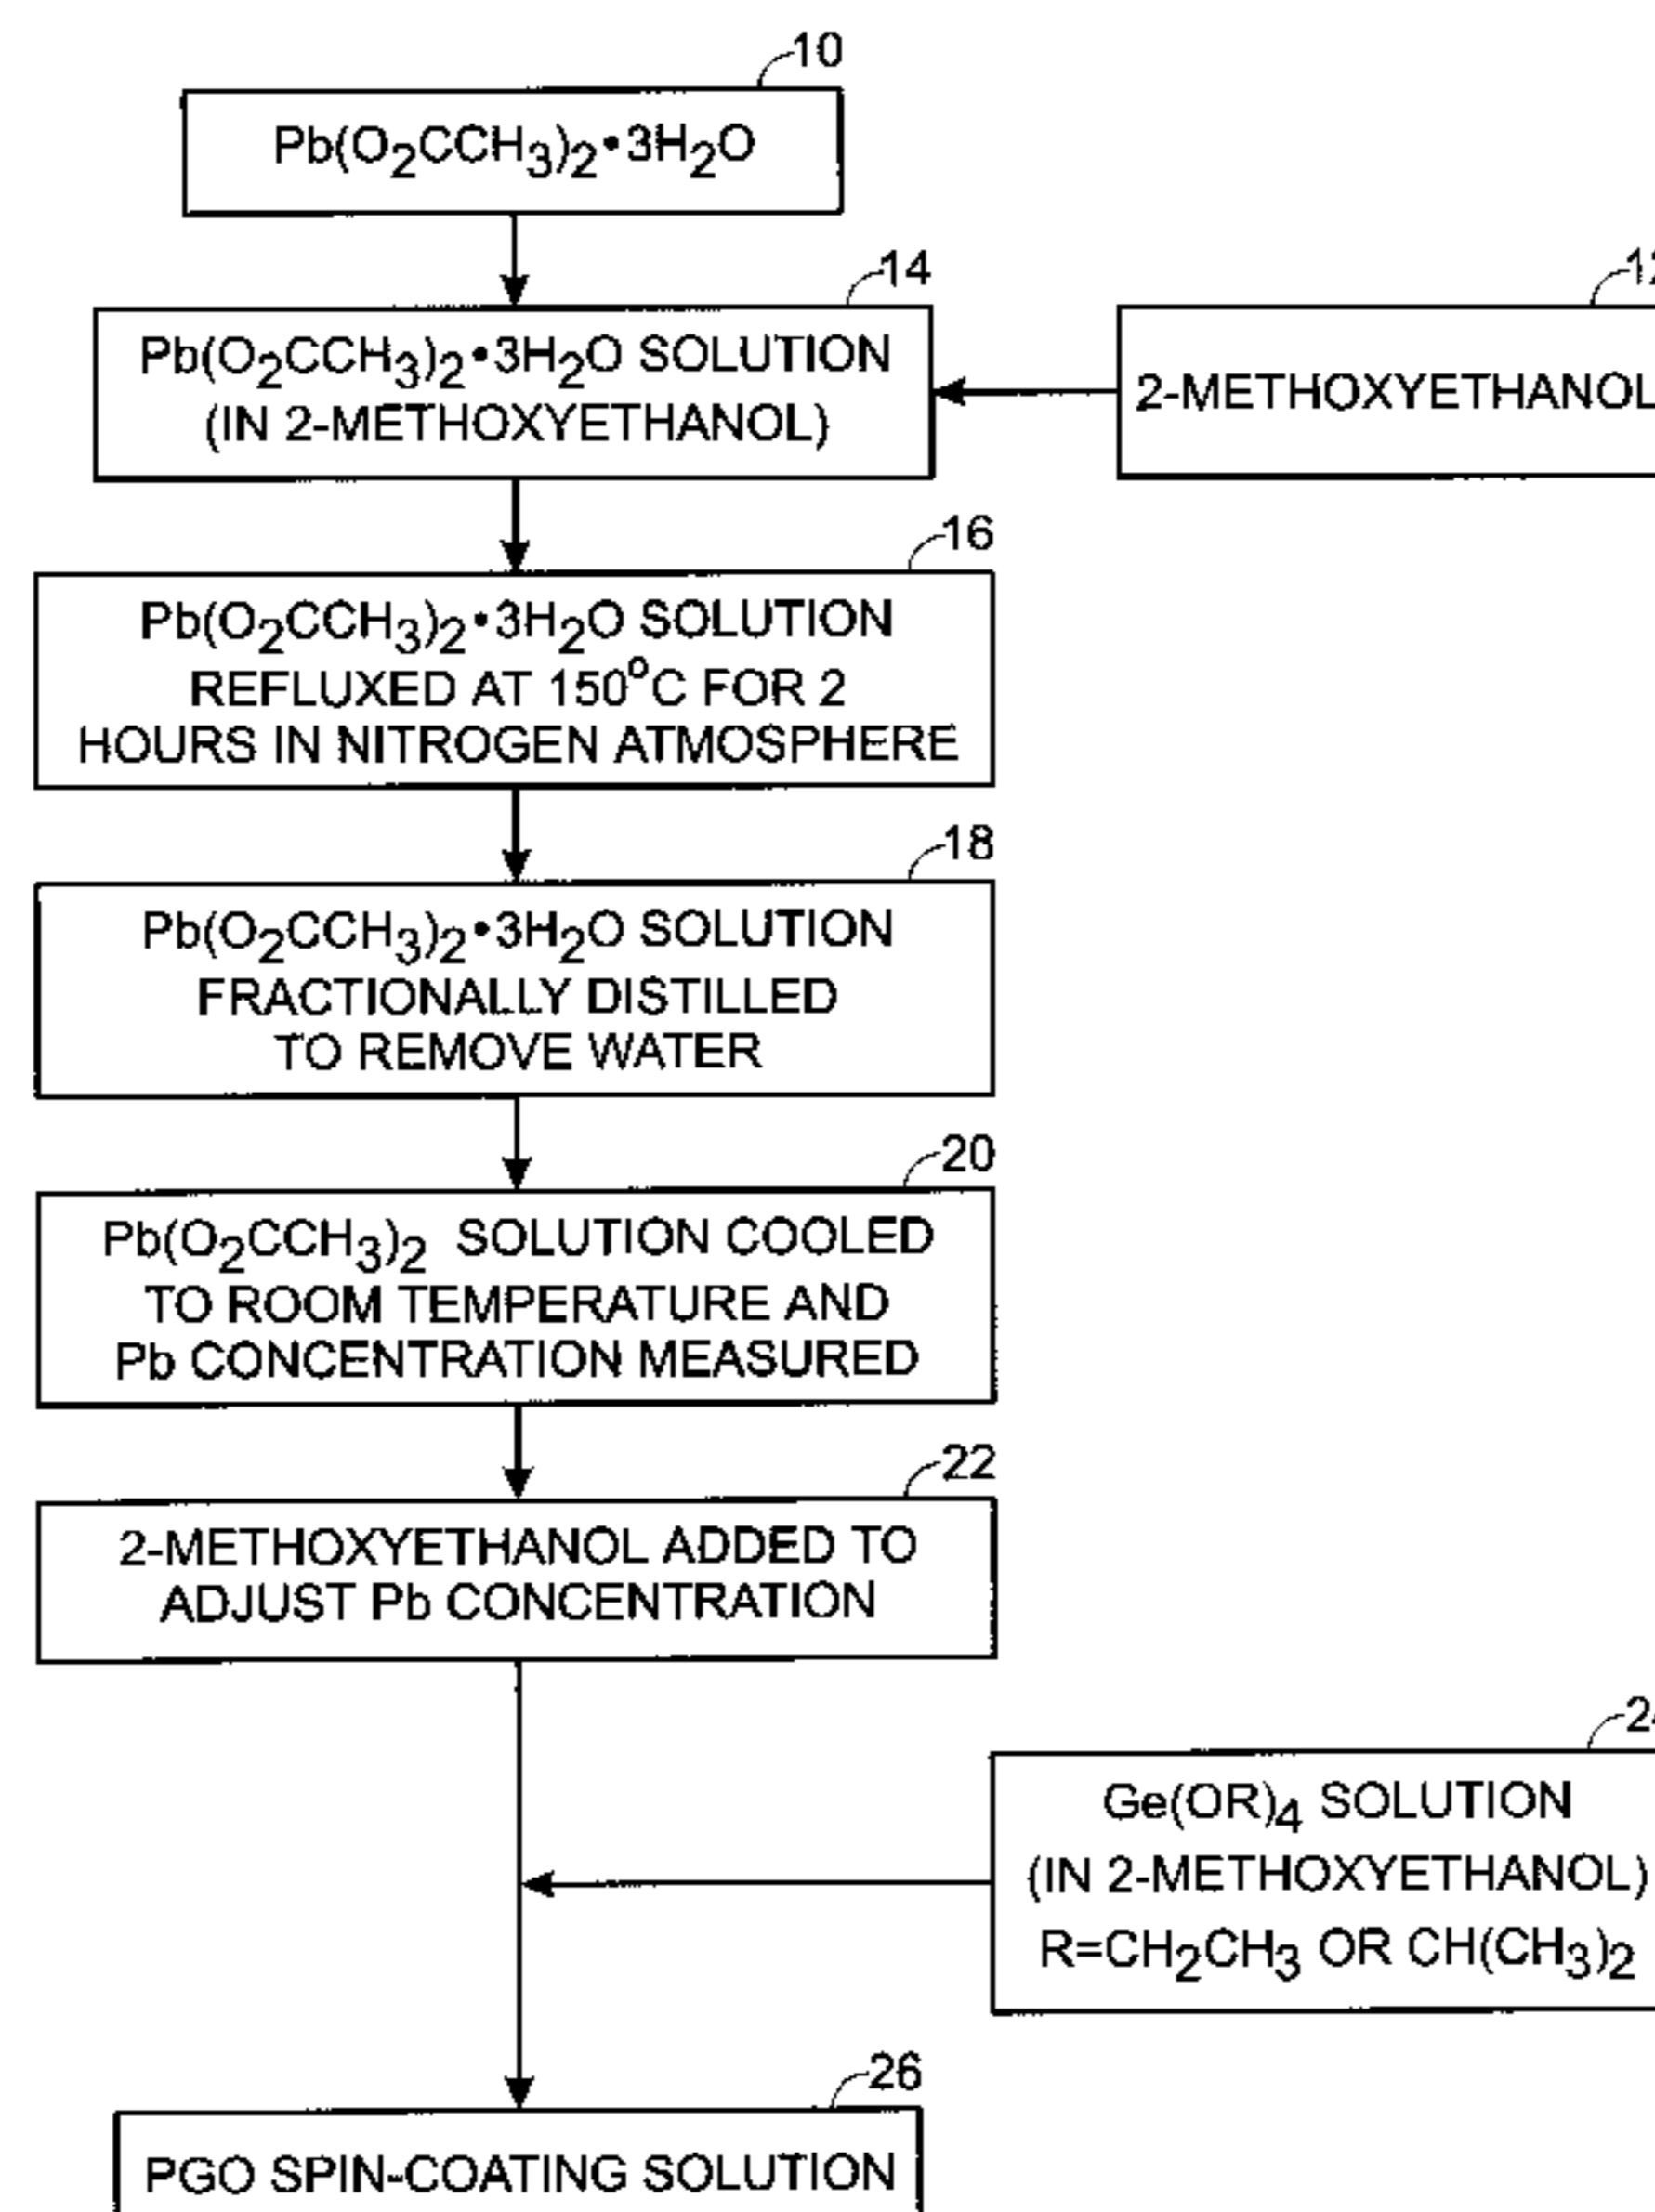 10
Pb(O₂CCH₃)₂•3H₂O
14
Pb(O₂CCH₃)₂•3H₂O SOLUTION
(IN 2-METHOXYETHANOL)
2-METHOXYETHANOL
16
Pb(O₂CCH₃)₂•3H₂O SOLUTION
REFLUXED AT 150°C FOR 2
HOURS IN NITROGEN ATMOSPHERE
18
Pb(O₂CCH₃)₂•3H₂O SOLUTION
FRACTIONALLY DISTILLED
TO REMOVE WATER
20
Pb(O₂CCH₃)₂ SOLUTION COOLED
TO ROOM TEMPERATURE AND
Pb CONCENTRATION MEASURED
22
2-METHOXYETHANOL ADDED TO
ADJUST Pb CONCENTRATION
Ge(OR)₄ SOLUTION
(IN 2-METHOXYETHANOL)
R=CH₂CH₃ OR CH(CH₃)₂
26
PGO SPIN-COATING SOLUTION